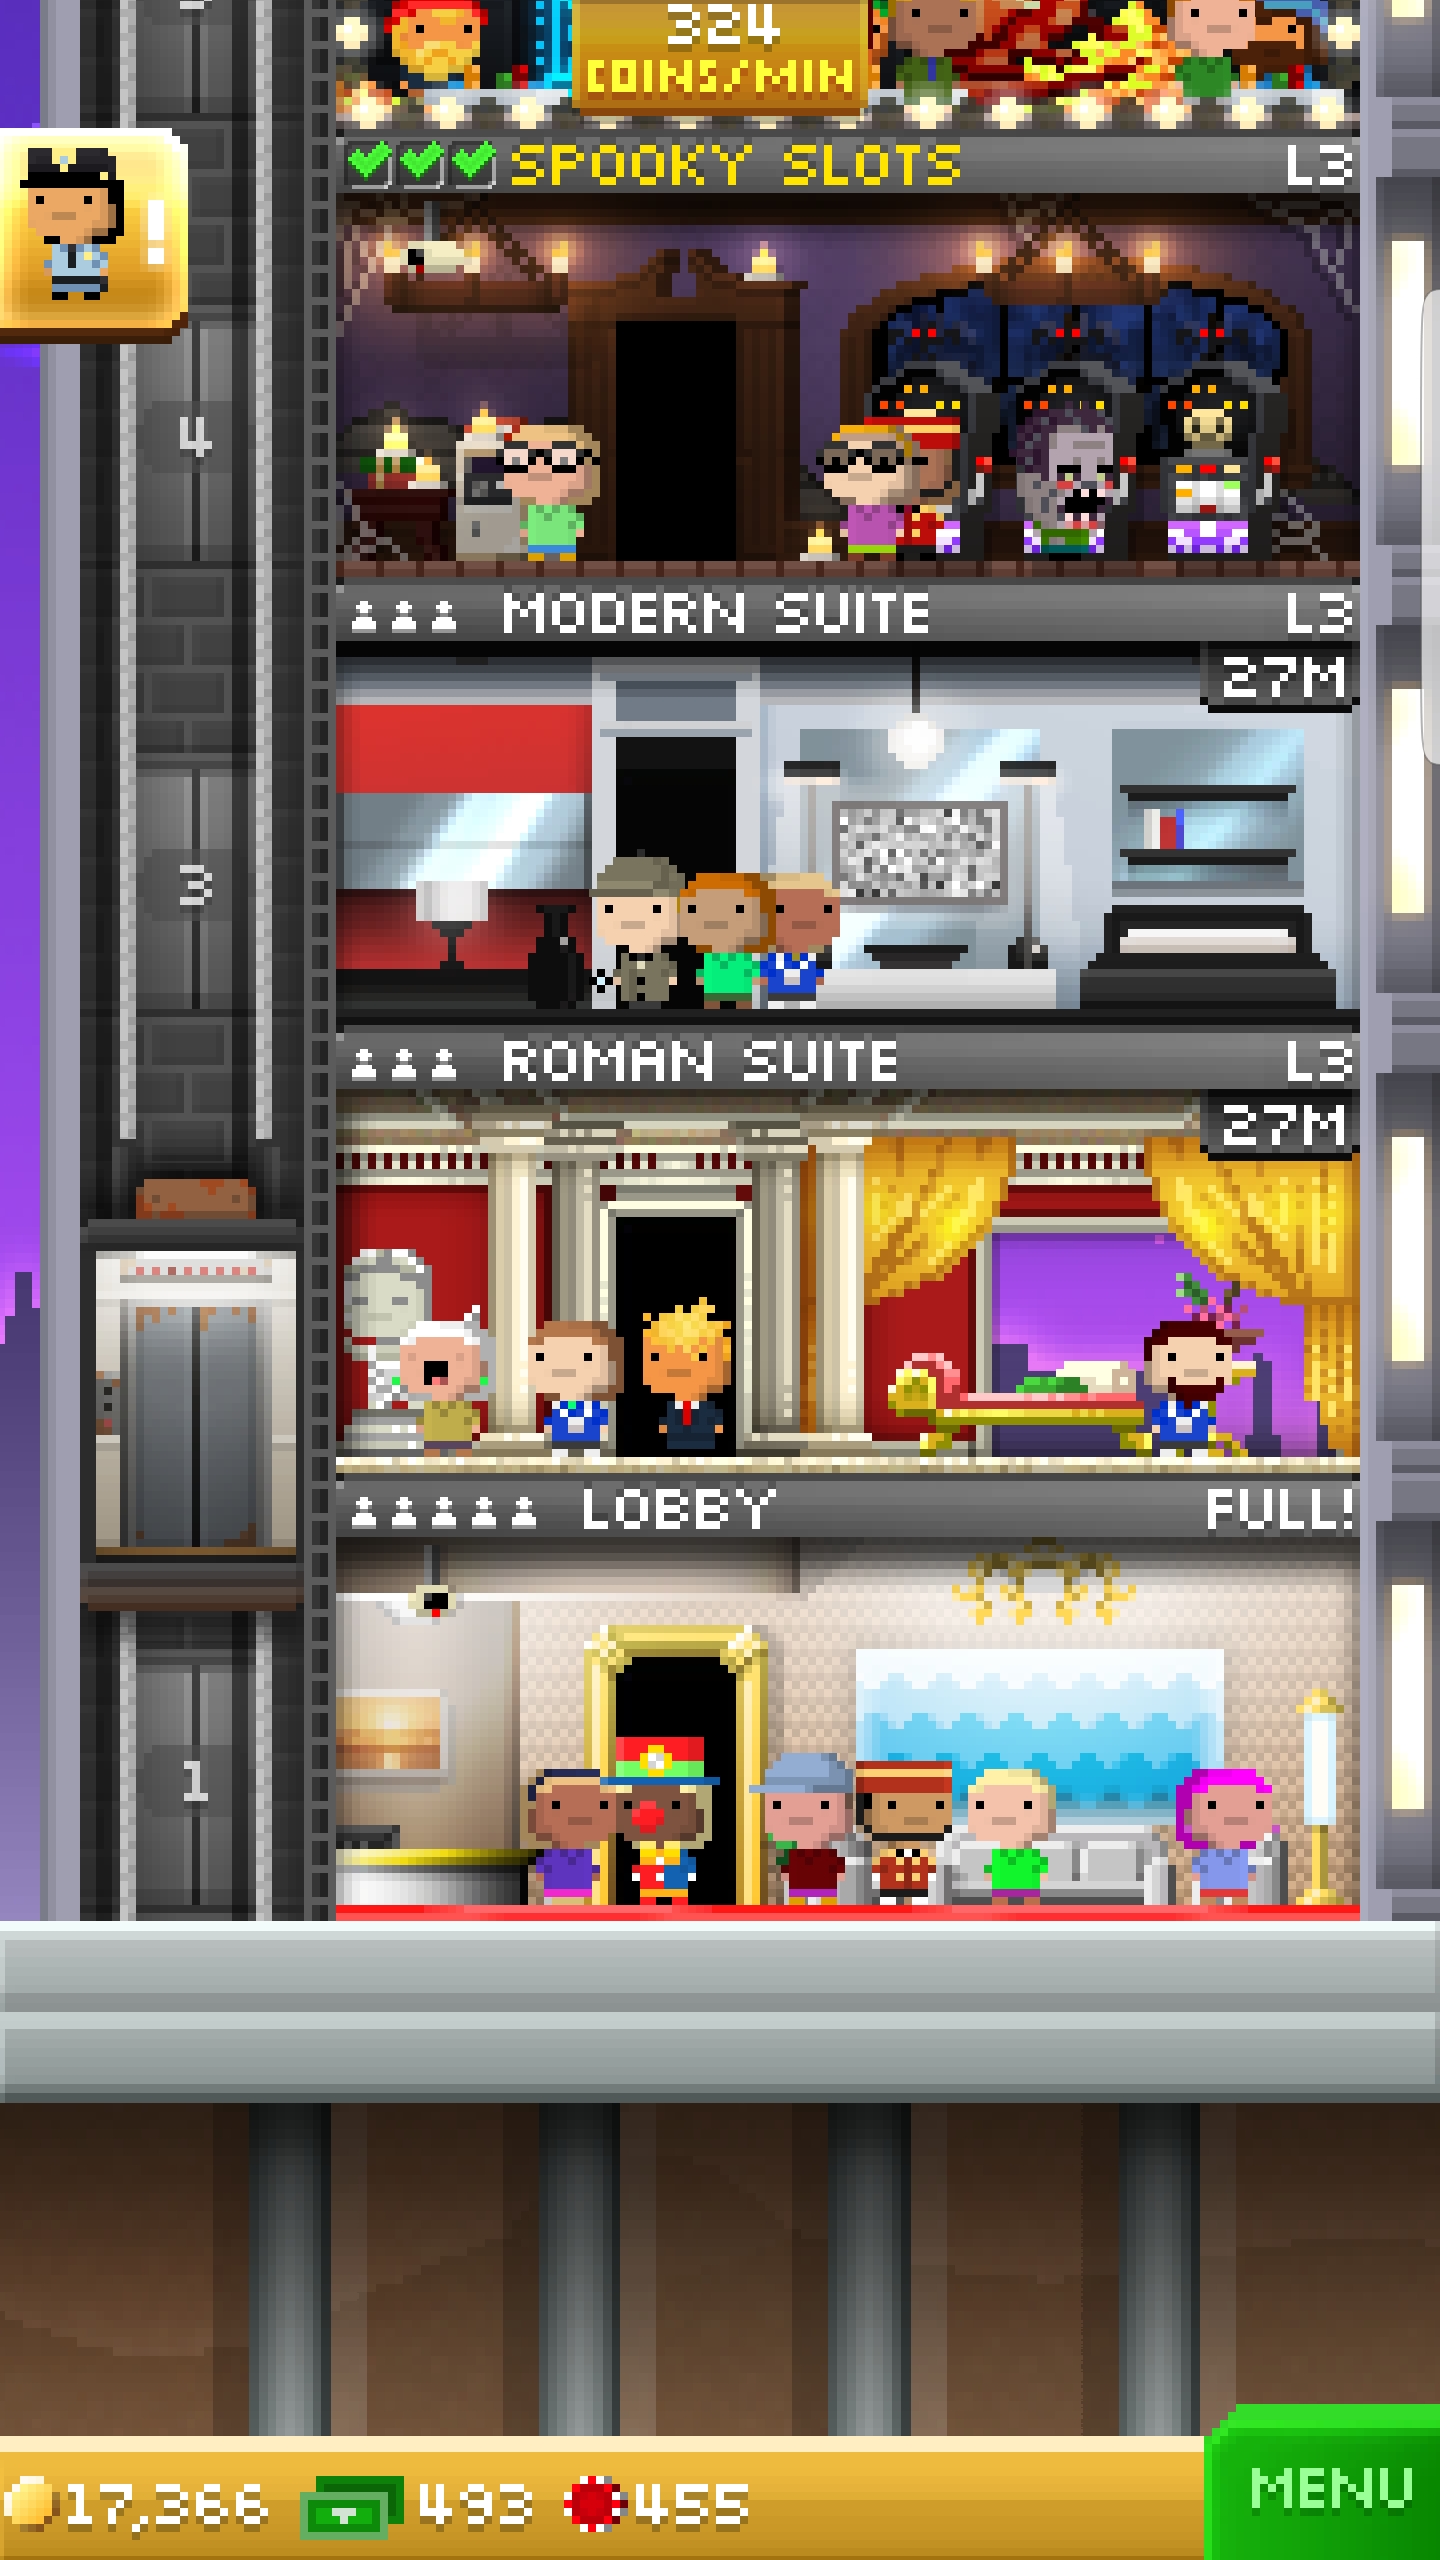 324
COINS/MIN
SPOOKY SLOTS L3
!
4
MODERN SUITE L3
27M
3
ROMAN SUITE L3
27M
LOBBY FULL!
1
17,366 493 455
MENU